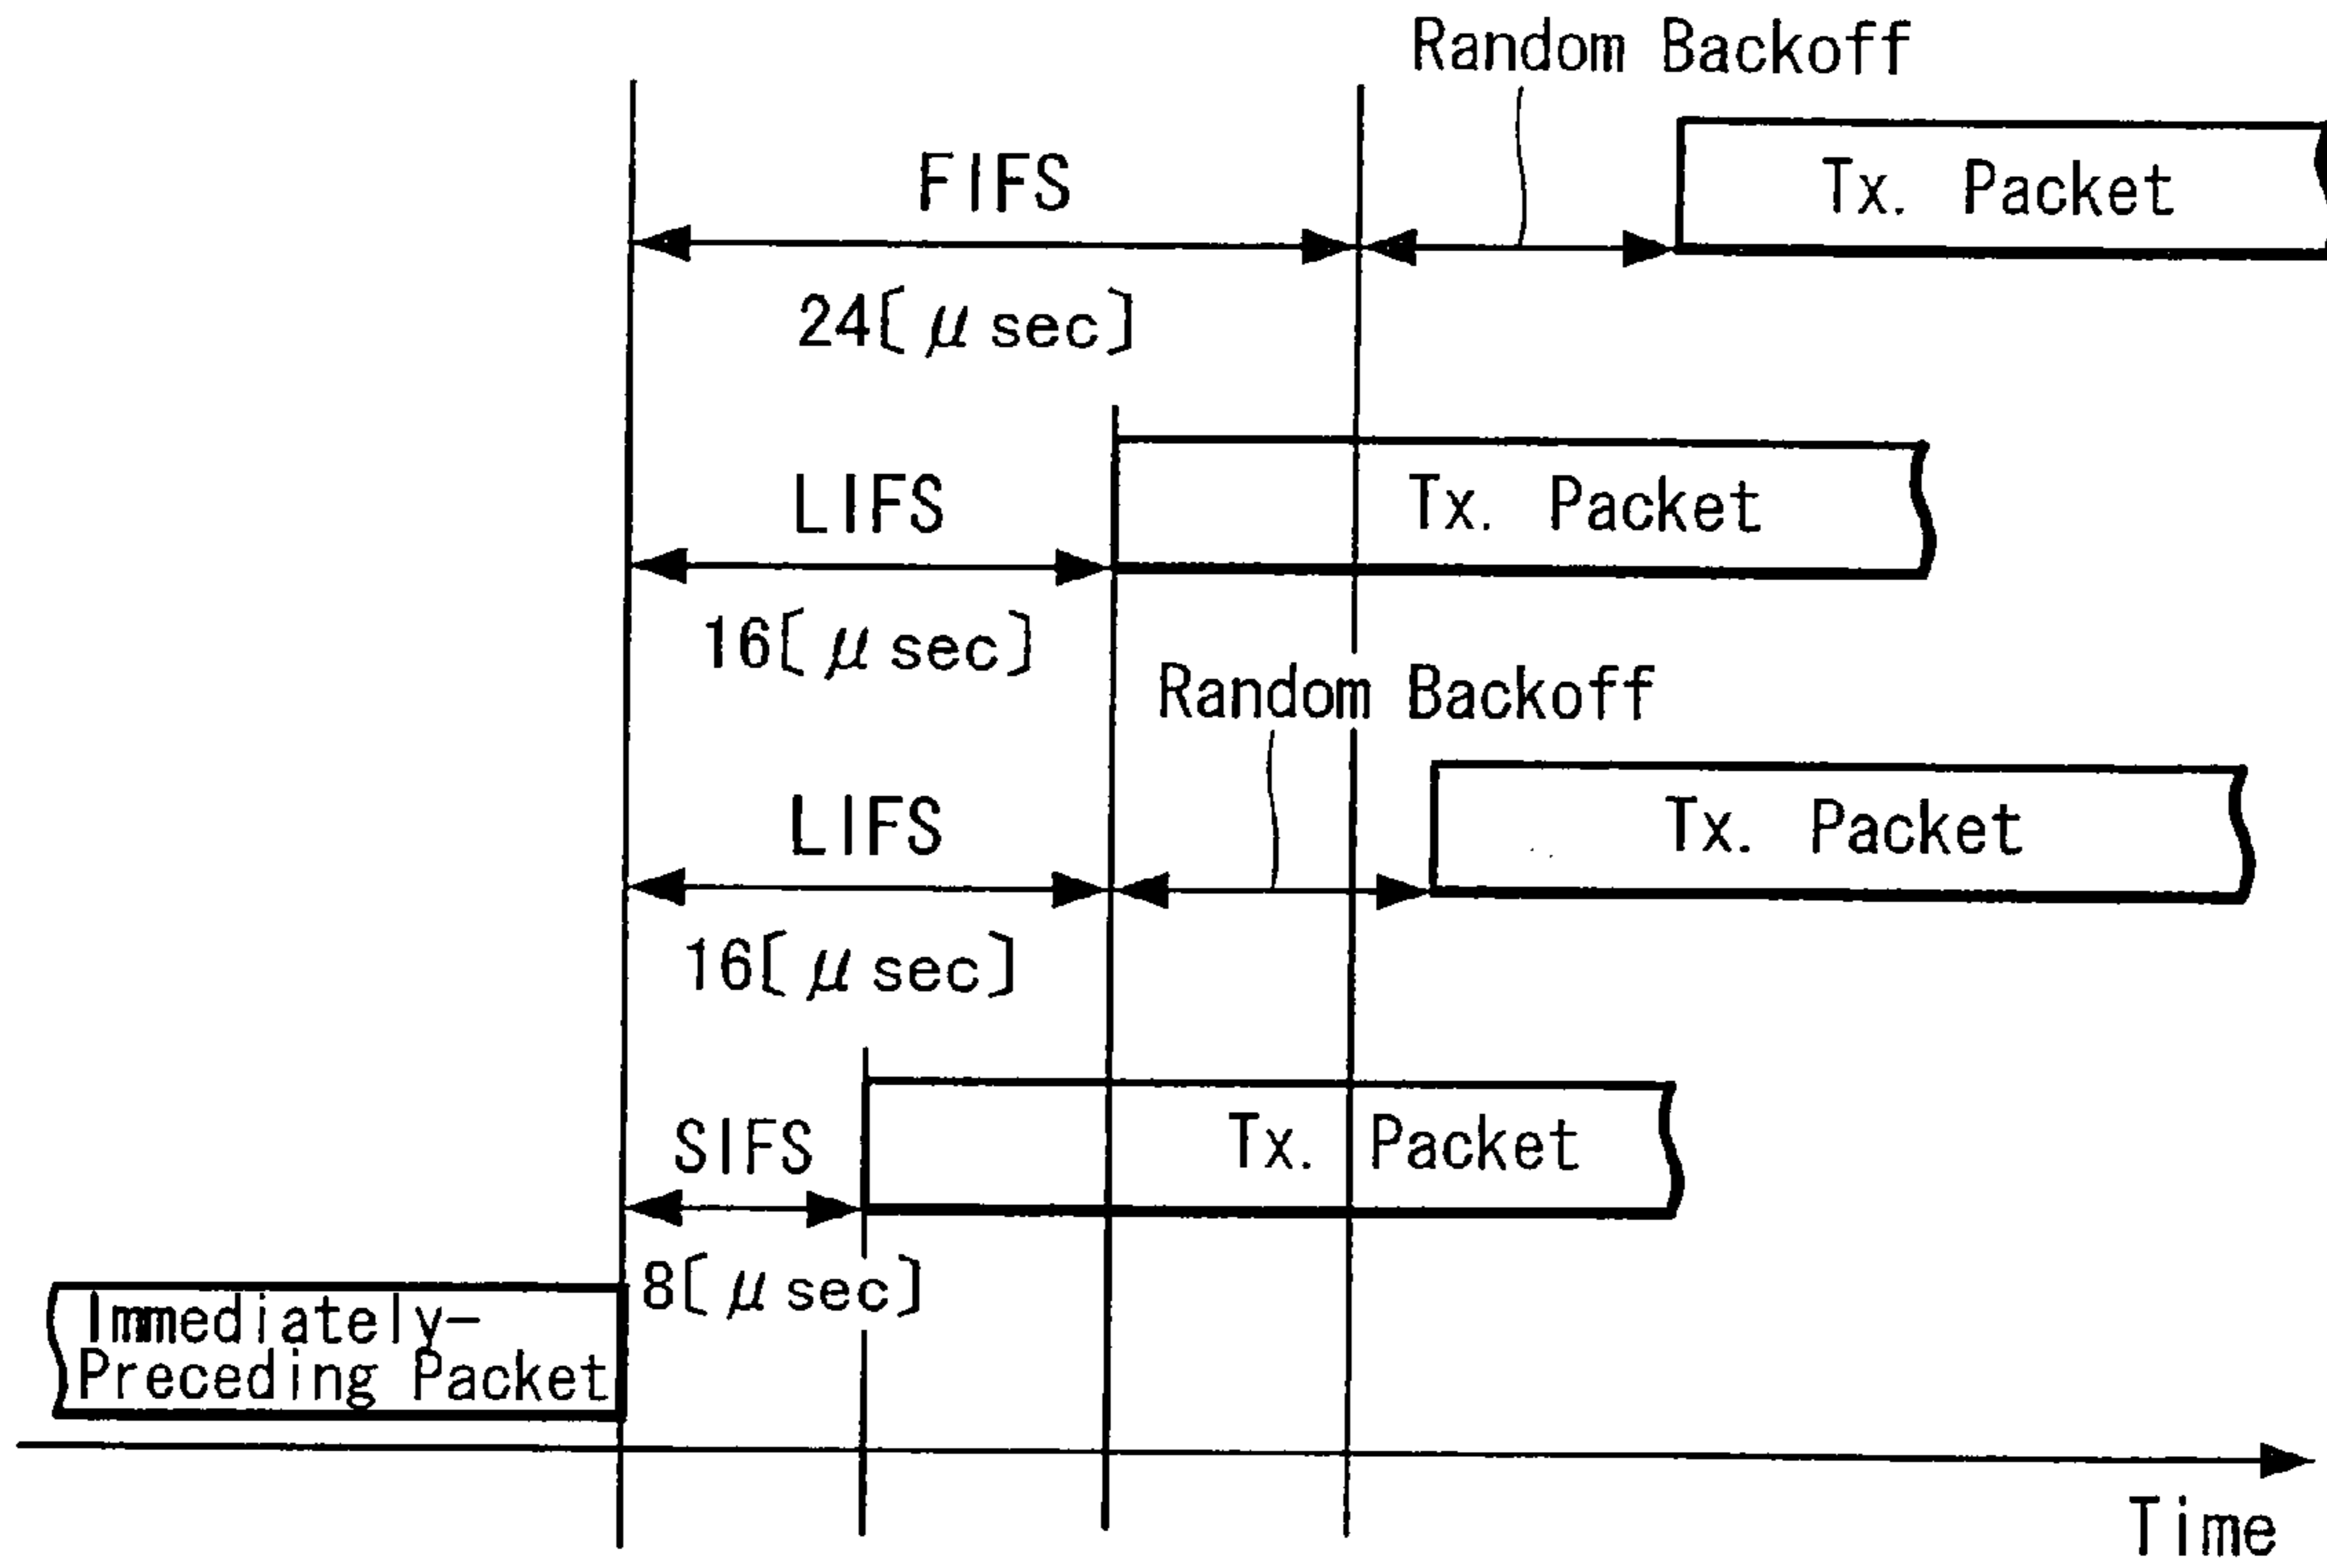 Random Backoff
FIFS
Tx. Packet
24[μsec]
LIFS
Tx. Packet
16[μsec]
Random Backoff
LIFS
Tx. Packet
16[μsec]
SIFS
Tx. Packet
8[μsec]
Immediately-
Preceding Packet
Time